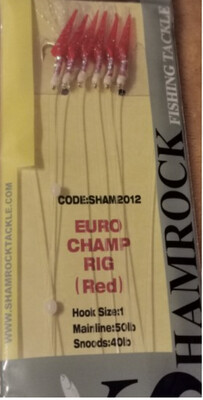 CODE:SHAM2012
EURO
CHAMP
RIG
(Red)
Hook Size:1
Mainline:50lb
Snoods:40lb
WWW.SHAMROCKTACKLE.COM
SHAMROCK
FISHING TACKLE